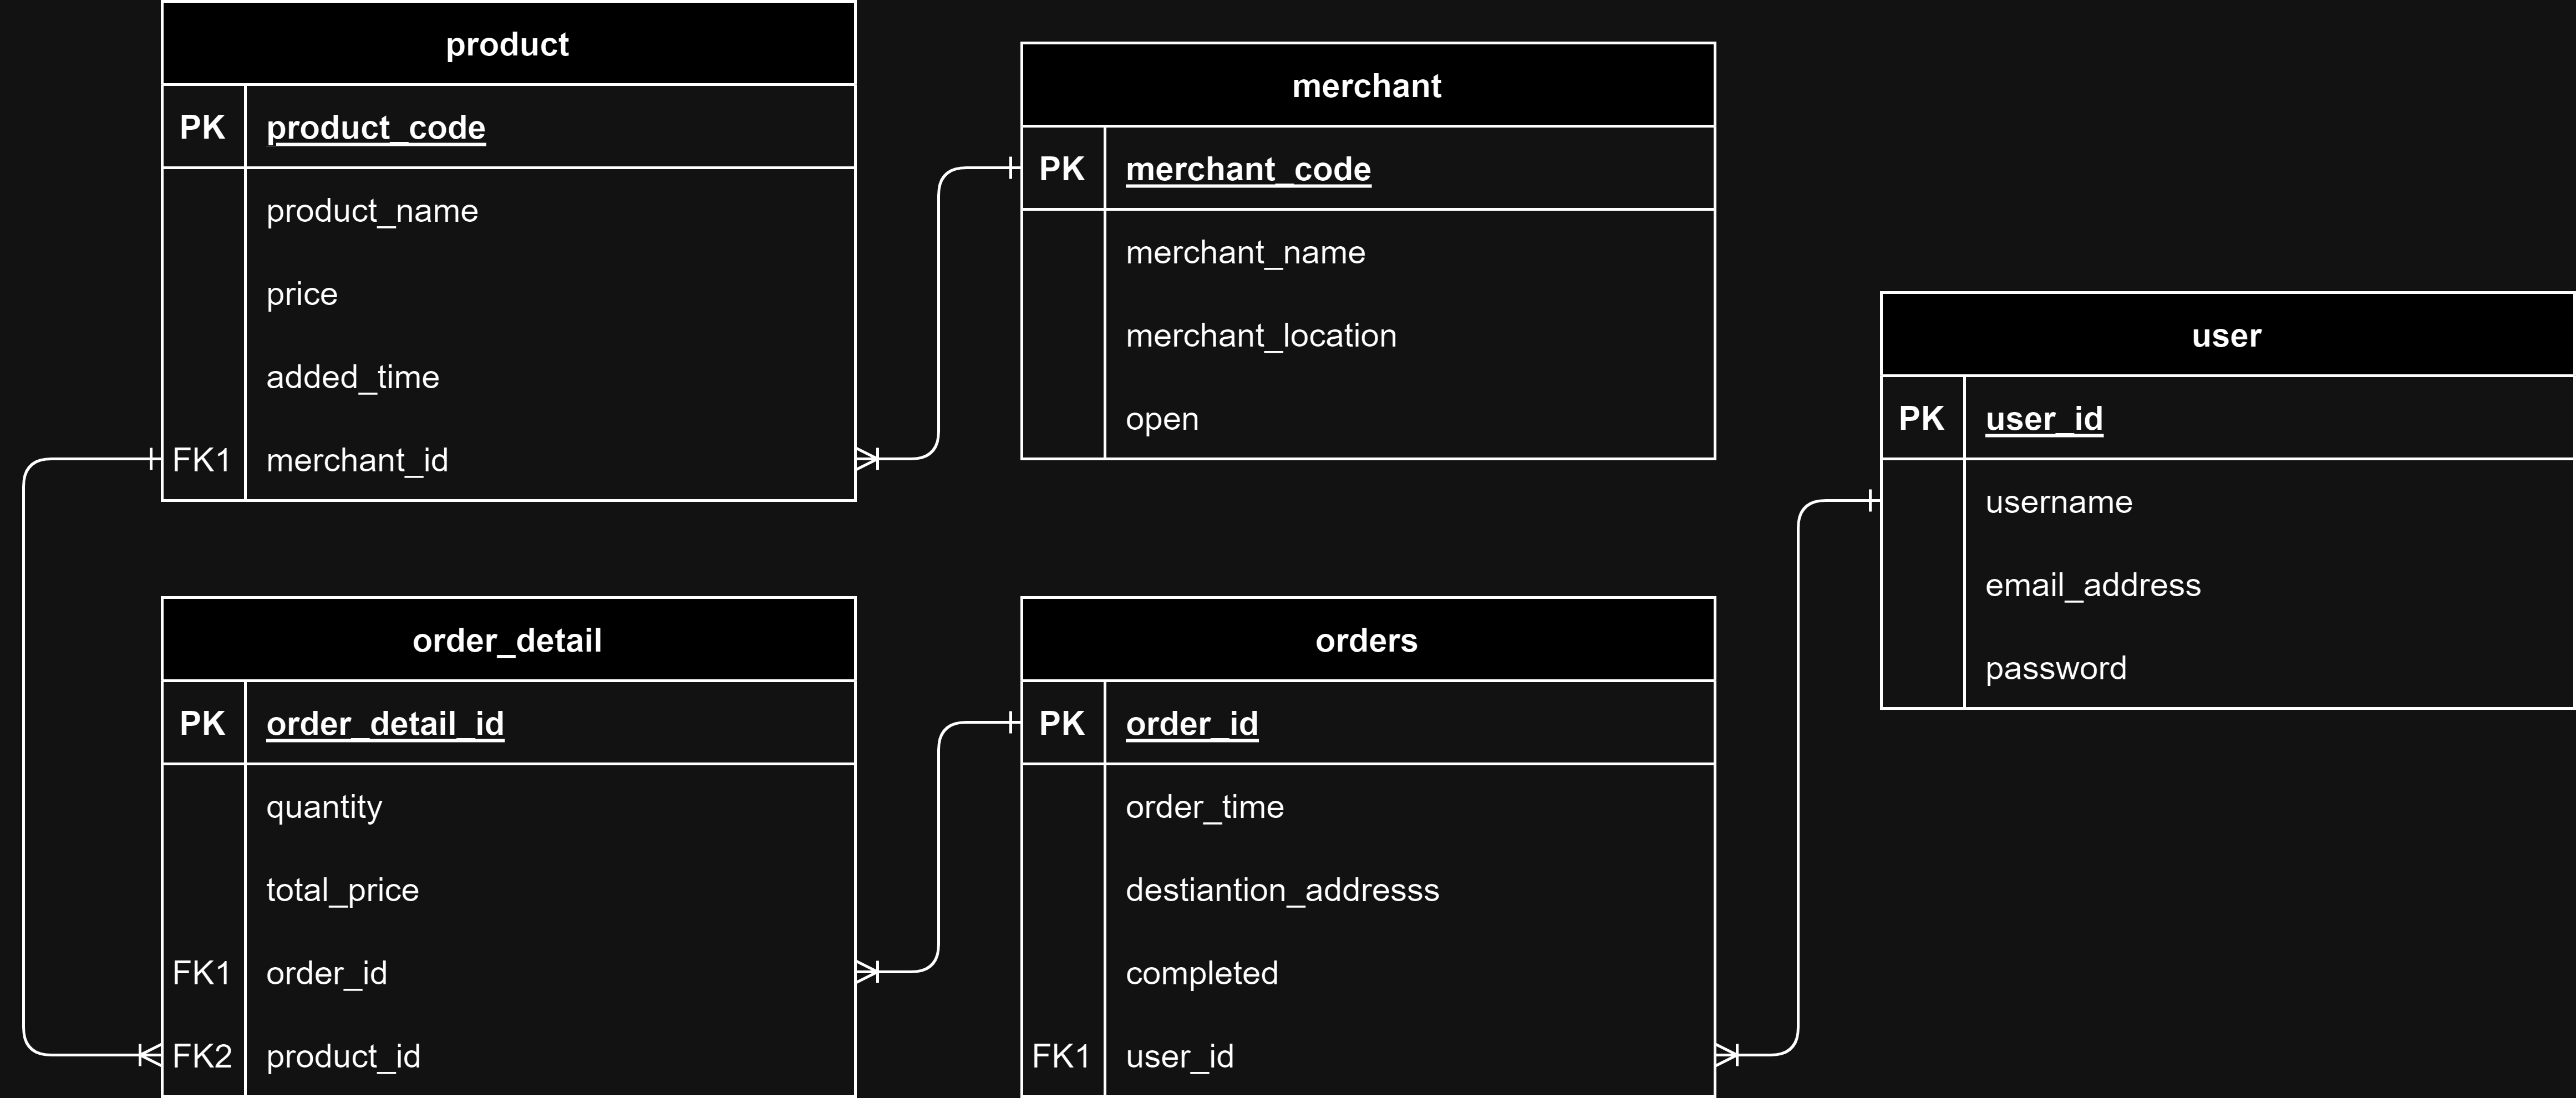 product
PK product_code
product_name
price
added_time
FK1 merchant_id
merchant
PK merchant_code
merchant_name
merchant_location
open
user
PK user_id
username
email_address
password
order_detail
PK order_detail_id
quantity
total_price
FK1 order_id
FK2 product_id
orders
PK order_id
order_time
destiantion_addresss
completed
FK1 user_id